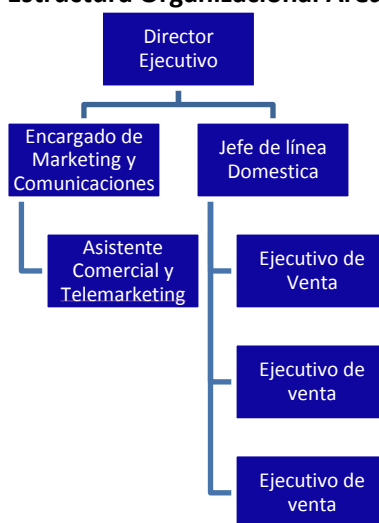 Estructura Organizacional Área
Director
Ejecutivo
Encargado de
Marketing y
Comunicaciones
Jefe de línea
Domestica
Asistente
Comercial y
Telemarketing
Ejecutivo de
Venta
Ejecutivo de
venta
Ejecutivo de
venta